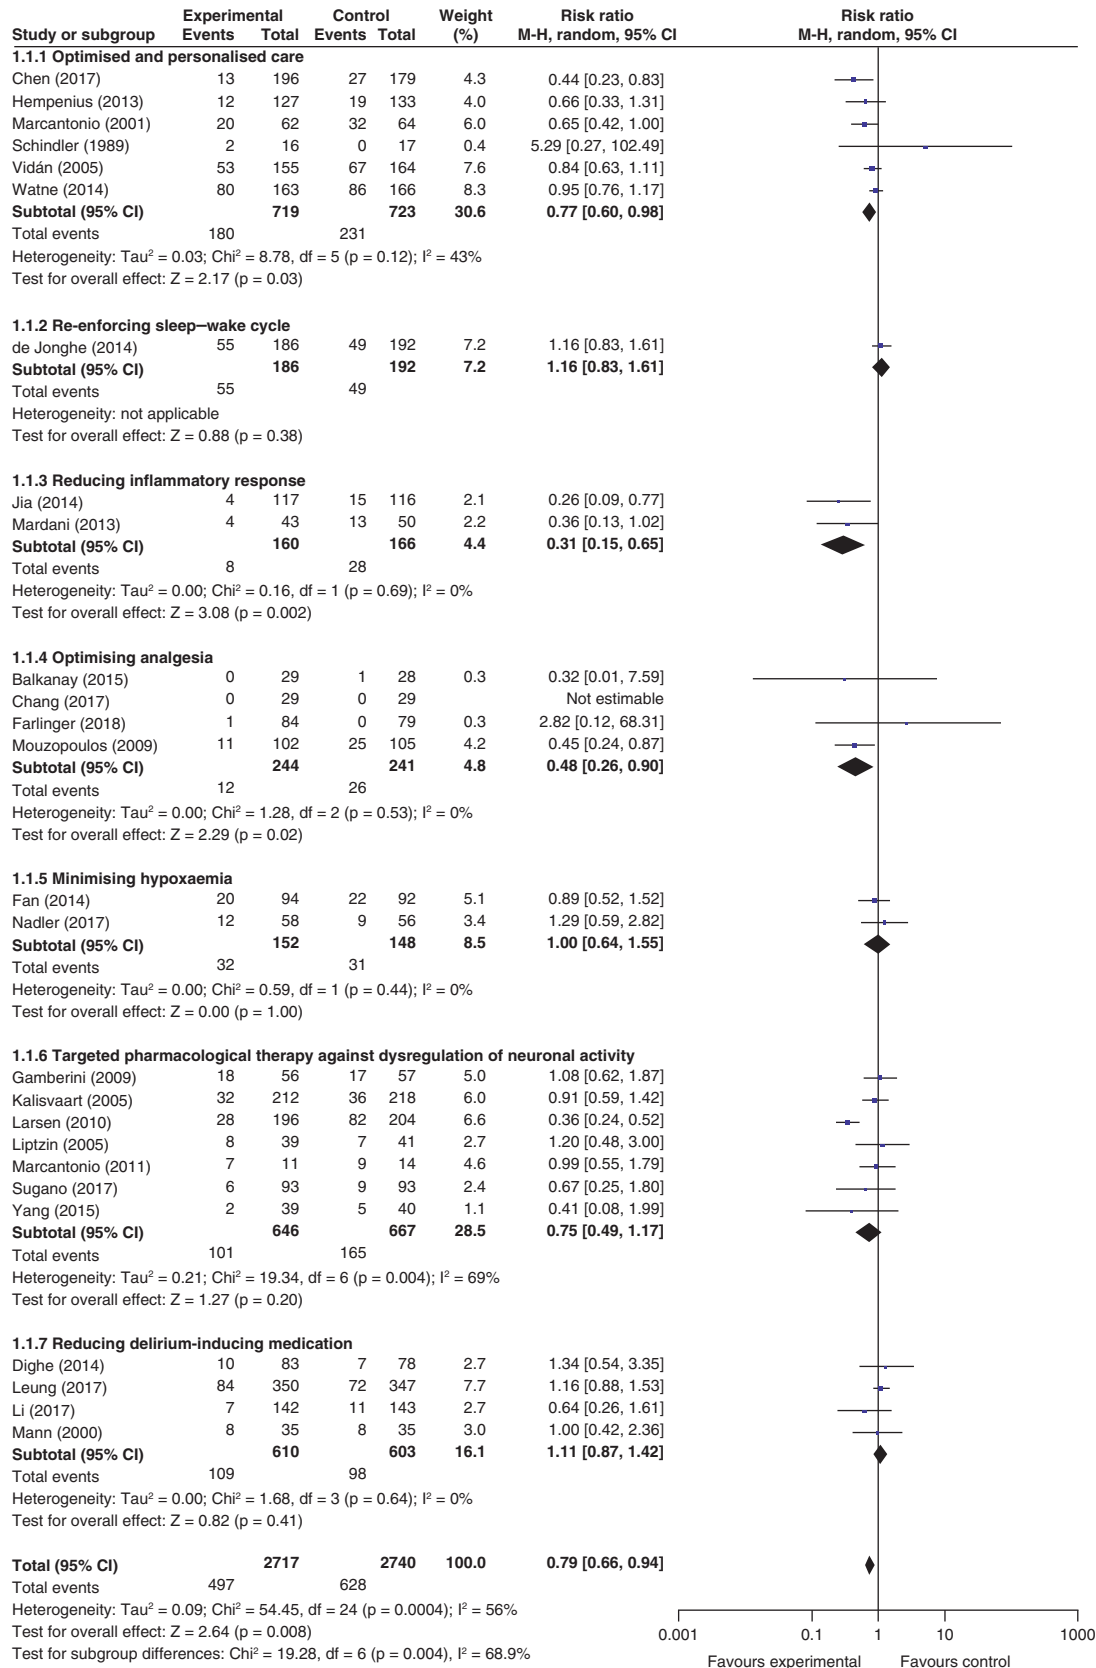 Experimental Control Weight Risk ratio Risk ratio
Study or subgroup Events Total Events Total (%) M-H, random, 95% CI M-H, random, 95% CI
1.1.1 Optimised and personalised care
Chen (2017) 13 196 27 179 4.3 0.44 [0.23, 0.83]
Hempenius (2013) 12 127 19 133 4.0 0.66 [0.33, 1.31]
Marcantonio (2001) 20 62 32 64 6.0 0.65 [0.42, 1.00]
Schindler (1989) 2 16 0 17 0.4 5.29 [0.27, 102.49]
Vidán (2005) 53 155 67 164 7.6 0.84 [0.63, 1.11]
Watne (2014) 80 163 86 166 8.3 0.95 [0.76, 1.17]
Subtotal (95% CI) 719 723 30.6 0.77 [0.60, 0.98]
Total events 180 231
Heterogeneity: Tau² = 0.03; Chi² = 8.78, df = 5 (p = 0.12); I² = 43%
Test for overall effect: Z = 2.17 (p = 0.03)
1.1.2 Re-enforcing sleep–wake cycle
de Jonghe (2014) 55 186 49 192 7.2 1.16 [0.83, 1.61]
Subtotal (95% CI) 186 192 7.2 1.16 [0.83, 1.61]
Total events 55 49
Heterogeneity: not applicable
Test for overall effect: Z = 0.88 (p = 0.38)
1.1.3 Reducing inflammatory response
Jia (2014) 4 117 15 116 2.1 0.26 [0.09, 0.77]
Mardani (2013) 4 43 13 50 2.2 0.36 [0.13, 1.02]
Subtotal (95% CI) 160 166 4.4 0.31 [0.15, 0.65]
Total events 8 28
Heterogeneity: Tau² = 0.00; Chi² = 0.16, df = 1 (p = 0.69); I² = 0%
Test for overall effect: Z = 3.08 (p = 0.002)
1.1.4 Optimising analgesia
Balkanay (2015) 0 29 1 28 0.3 0.32 [0.01, 7.59]
Chang (2017) 0 29 0 29 Not estimable
Farlinger (2018) 1 84 0 79 0.3 2.82 [0.12, 68.31]
Mouzopoulos (2009) 11 102 25 105 4.2 0.45 [0.24, 0.87]
Subtotal (95% CI) 244 241 4.8 0.48 [0.26, 0.90]
Total events 12 26
Heterogeneity: Tau² = 0.00; Chi² = 1.28, df = 2 (p = 0.53); I² = 0%
Test for overall effect: Z = 2.29 (p = 0.02)
1.1.5 Minimising hypoxaemia
Fan (2014) 20 94 22 92 5.1 0.89 [0.52, 1.52]
Nadler (2017) 12 58 9 56 3.4 1.29 [0.59, 2.82]
Subtotal (95% CI) 152 148 8.5 1.00 [0.64, 1.55]
Total events 32 31
Heterogeneity: Tau² = 0.00; Chi² = 0.59, df = 1 (p = 0.44); I² = 0%
Test for overall effect: Z = 0.00 (p = 1.00)
1.1.6 Targeted pharmacological therapy against dysregulation of neuronal activity
Gamberini (2009) 18 56 17 57 5.0 1.08 [0.62, 1.87]
Kalisvaart (2005) 32 212 36 218 6.0 0.91 [0.59, 1.42]
Larsen (2010) 28 196 82 204 6.6 0.36 [0.24, 0.52]
Liptzin (2005) 8 39 7 41 2.7 1.20 [0.48, 3.00]
Marcantonio (2011) 7 11 9 14 4.6 0.99 [0.55, 1.79]
Sugano (2017) 6 93 9 93 2.4 0.67 [0.25, 1.80]
Yang (2015) 2 39 5 40 1.1 0.41 [0.08, 1.99]
Subtotal (95% CI) 646 667 28.5 0.75 [0.49, 1.17]
Total events 101 165
Heterogeneity: Tau² = 0.21; Chi² = 19.34, df = 6 (p = 0.004); I² = 69%
Test for overall effect: Z = 1.27 (p = 0.20)
1.1.7 Reducing delirium-inducing medication
Dighe (2014) 10 83 7 78 2.7 1.34 [0.54, 3.35]
Leung (2017) 84 350 72 347 7.7 1.16 [0.88, 1.53]
Li (2017) 7 142 11 143 2.7 0.64 [0.26, 1.61]
Mann (2000) 8 35 8 35 3.0 1.00 [0.42, 2.36]
Subtotal (95% CI) 610 603 16.1 1.11 [0.87, 1.42]
Total events 109 98
Heterogeneity: Tau² = 0.00; Chi² = 1.68, df = 3 (p = 0.64); I² = 0%
Test for overall effect: Z = 0.82 (p = 0.41)
Total (95% CI) 2717 2740 100.0 0.79 [0.66, 0.94]
Total events 497 628
Heterogeneity: Tau² = 0.09; Chi² = 54.45, df = 24 (p = 0.0004); I² = 56%
Test for overall effect: Z = 2.64 (p = 0.008)
Test for subgroup differences: Chi² = 19.28, df = 6 (p = 0.004), I² = 68.9%
0.001 0.1 1 10 1000
Favours experimental Favours control